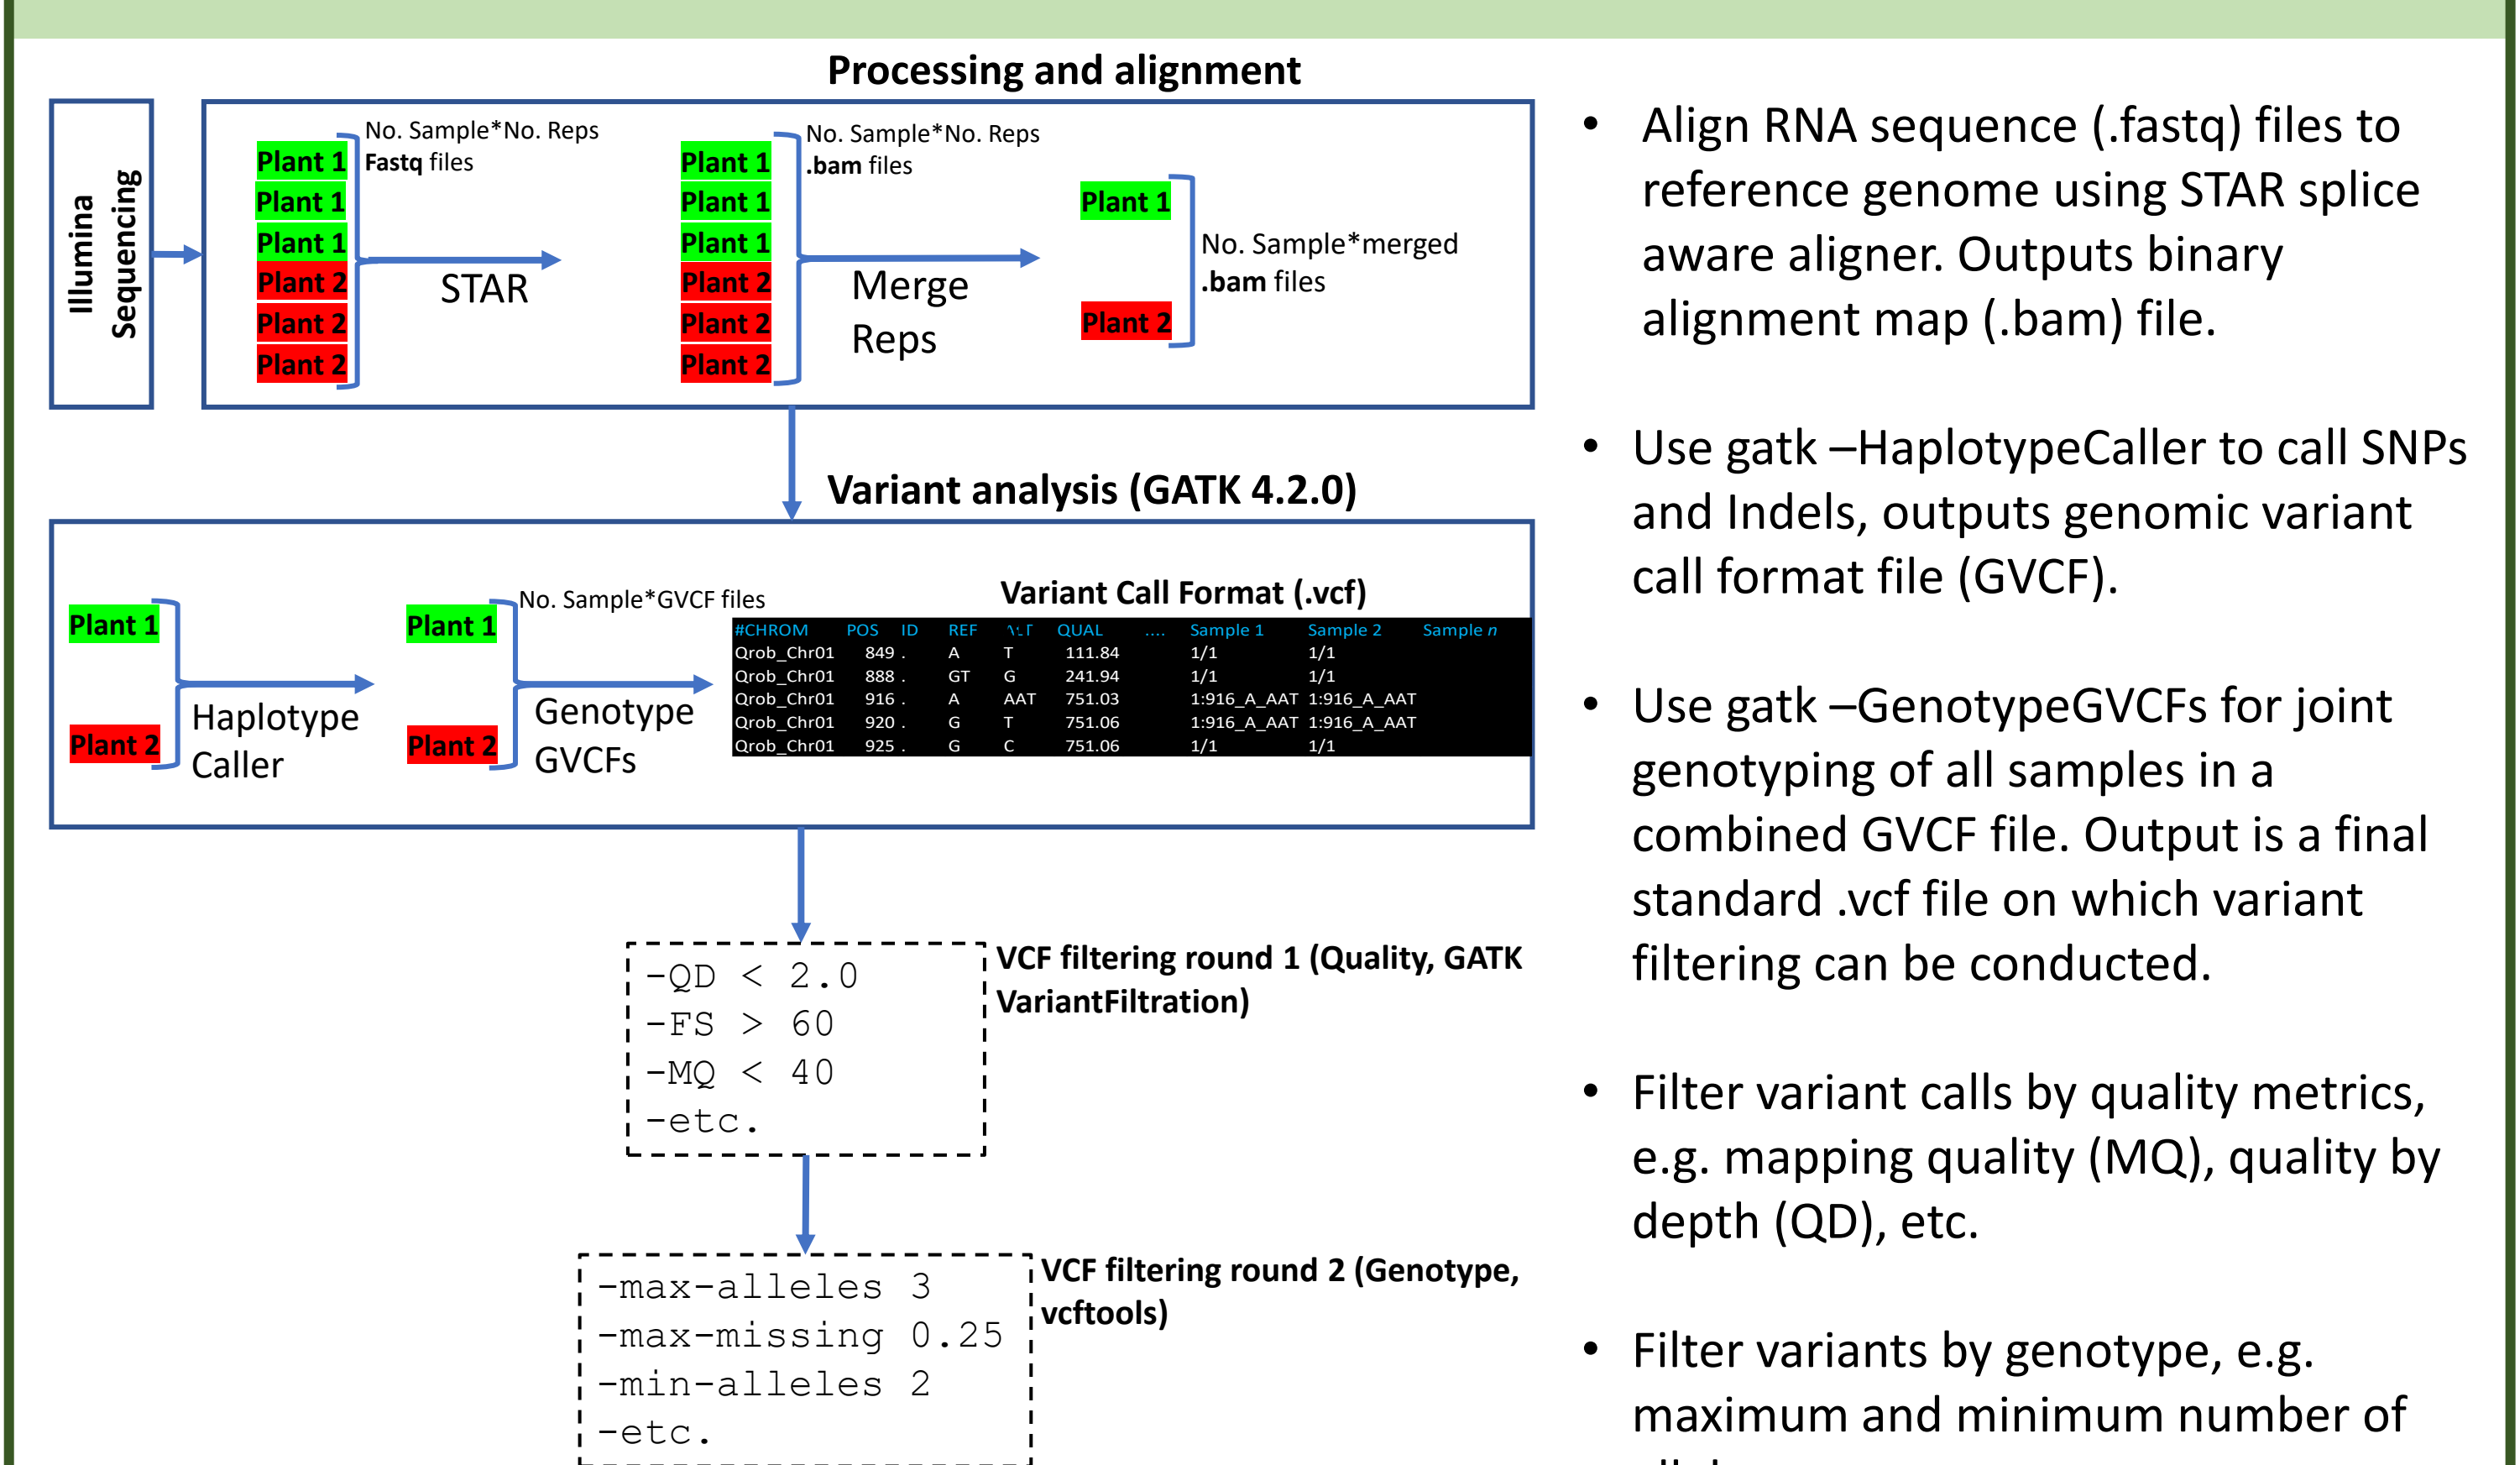 Processing and alignment
Illumina
Sequencing
No. Sample*No. Reps
Fastq files
Plant 1
Plant 1
Plant 1
Plant 2
Plant 2
Plant 2
STAR
No. Sample*No. Reps
.bam files
Plant 1
Plant 1
Plant 1
Plant 2
Plant 2
Plant 2
Merge
Reps
Plant 1
Plant 2
No. Sample*merged
.bam files
Variant analysis (GATK 4.2.0)
Plant 1
Plant 2
Haplotype
Caller
No. Sample*GVCF files
Plant 1
Plant 2
Genotype
GVCFs
Variant Call Format (.vcf)
#CHROM POS ID REF ALT QUAL .... Sample 1 Sample 2 Sample n
Qrob_Chr01 849 . A T 111.84 1/1 1/1
Qrob_Chr01 888 . GT G 241.94 1/1 1/1
Qrob_Chr01 916 . A AAT 751.03 1:916_A_AAT 1:916_A_AAT
Qrob_Chr01 920 . G T 751.06 1:916_A_AAT 1:916_A_AAT
Qrob_Chr01 925 . G C 751.06 1/1 1/1
-QD < 2.0
-FS > 60
-MQ < 40
-etc.
VCF filtering round 1 (Quality, GATK
VariantFiltration)
-max-alleles 3
-max-missing 0.25
-min-alleles 2
-etc.
VCF filtering round 2 (Genotype,
vcftools)
• Align RNA sequence (.fastq) files to
reference genome using STAR splice
aware aligner. Outputs binary
alignment map (.bam) file.
• Use gatk –HaplotypeCaller to call SNPs
and Indels, outputs genomic variant
call format file (GVCF).
• Use gatk –GenotypeGVCFs for joint
genotyping of all samples in a
combined GVCF file. Output is a final
standard .vcf file on which variant
filtering can be conducted.
• Filter variant calls by quality metrics,
e.g. mapping quality (MQ), quality by
depth (QD), etc.
• Filter variants by genotype, e.g.
maximum and minimum number of